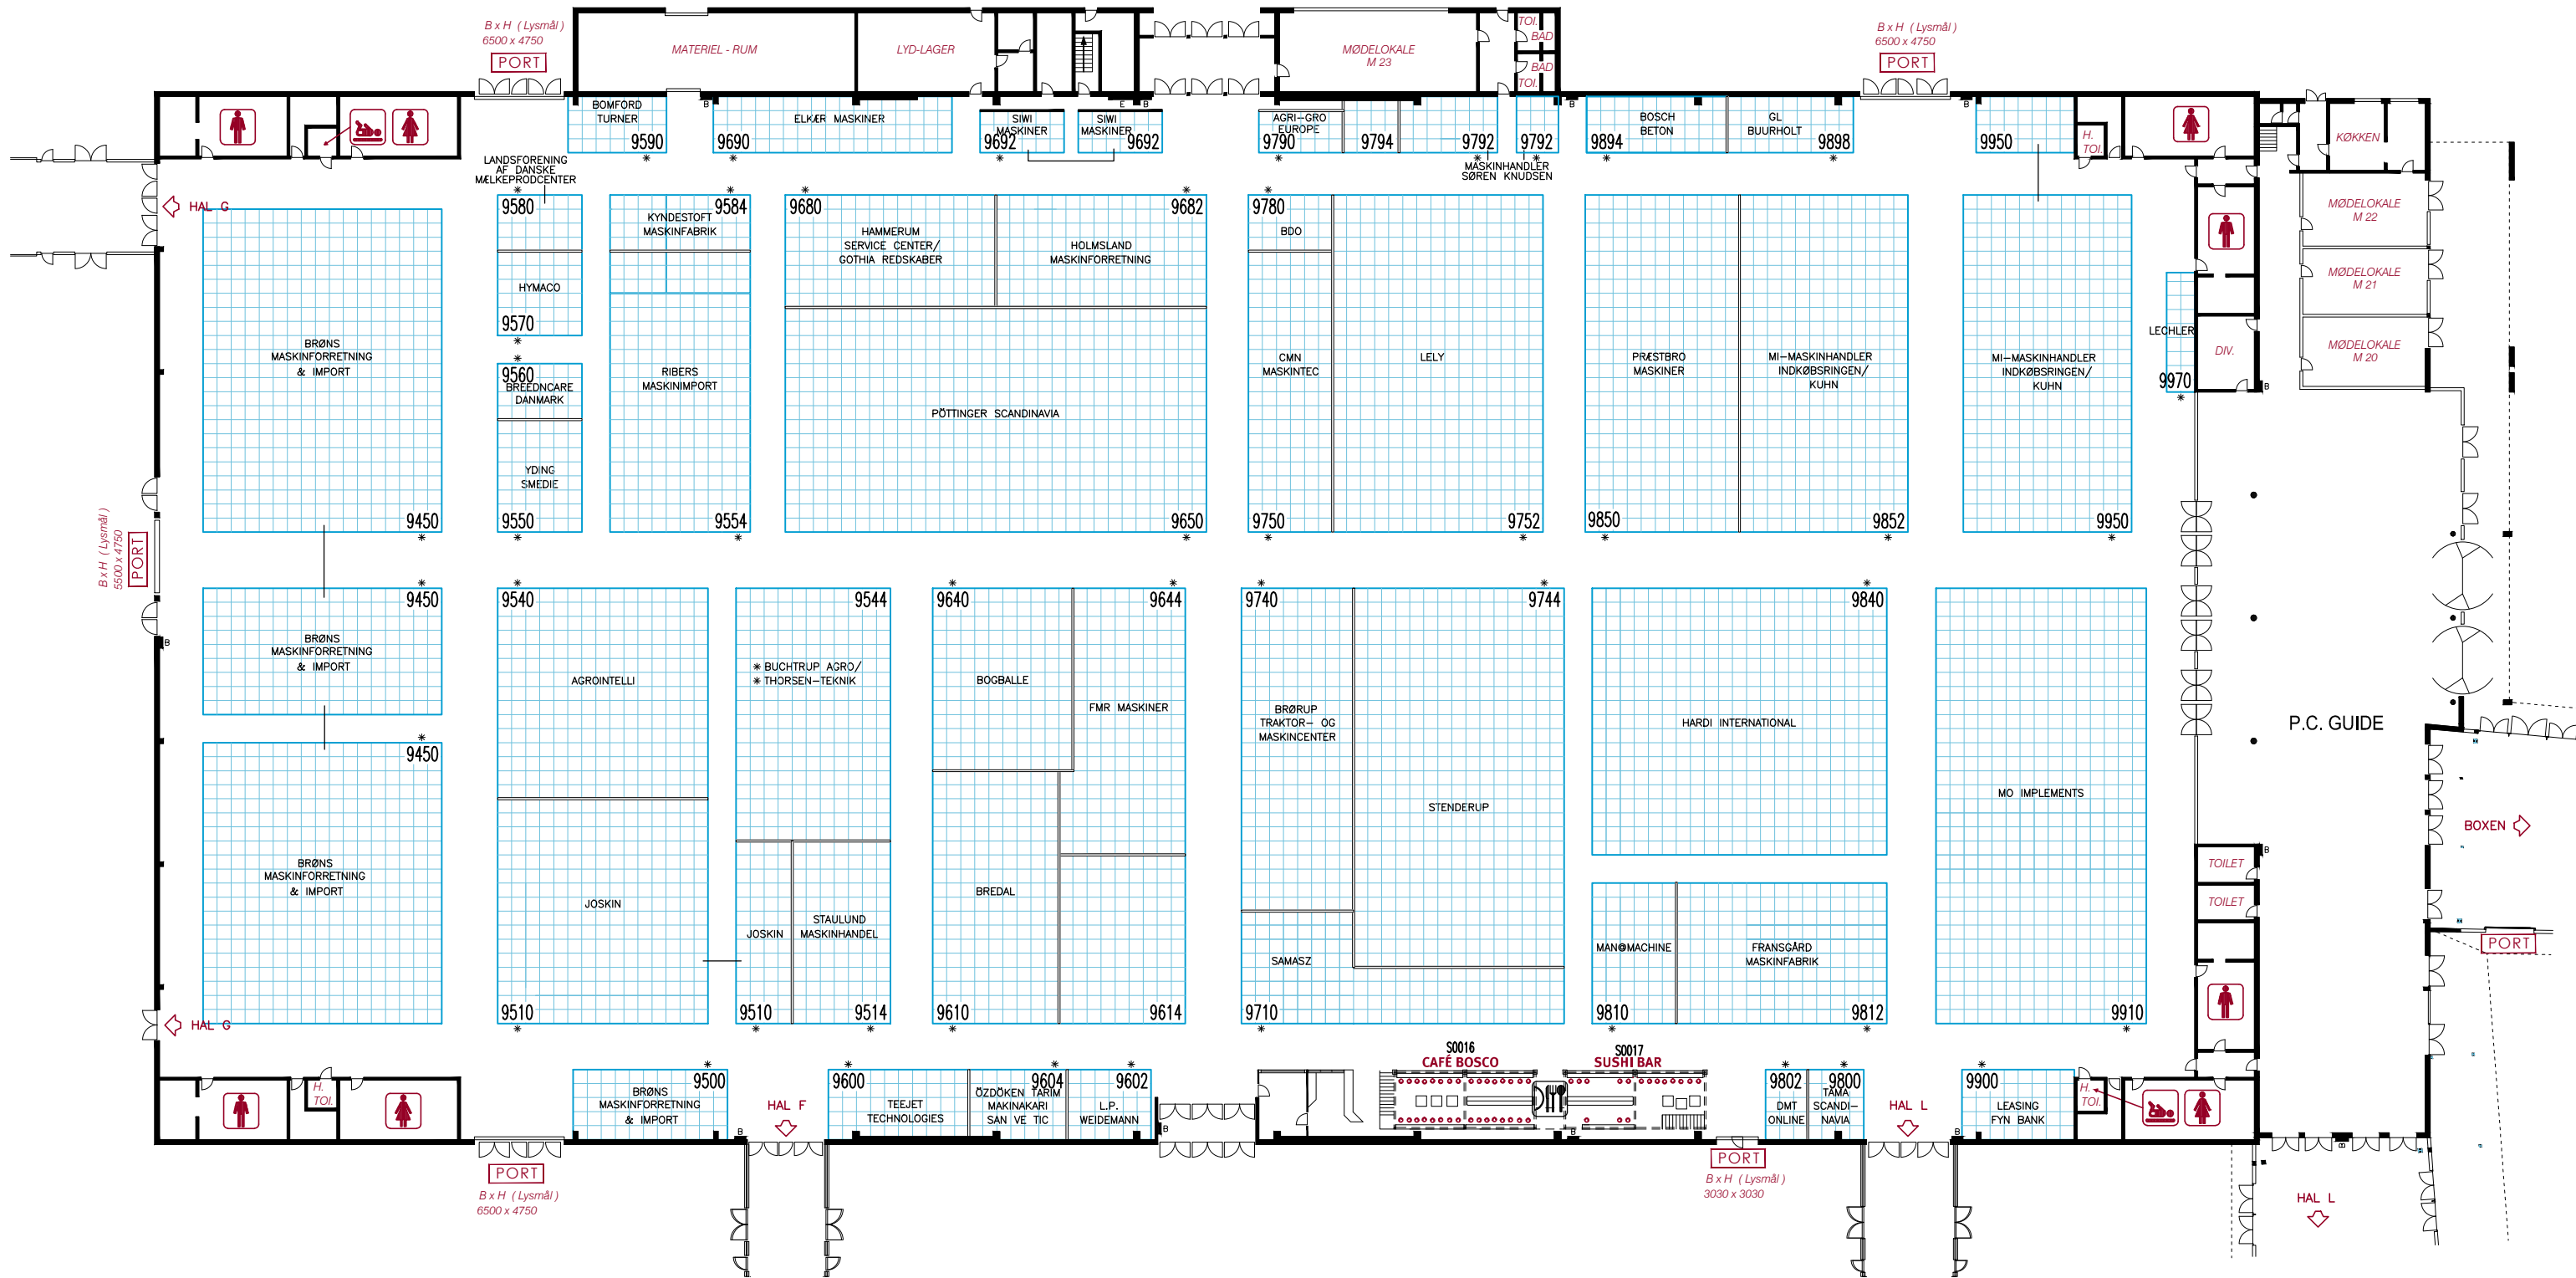 B x H ( Lysmål )
6500 x 4750
PORT
MATERIEL - RUM
LYD-LAGER
MØDELOKALE
M 23
TOI.
BAD
BAD
TOI.
B x H ( Lysmål )
6500 x 4750
PORT
BOMFORD
TURNER
9590
B
ELKÆR MASKINER
9690
SIWI
MASKINER
9692
E
B
SIWI
MASKINER
9692
AGRI-GRO
EUROPE
9790
9794
9792
9792
MASKINHANDLER
SØREN KNUDSEN
B
BOSCH
BETON
9894
GL
BUURHOLT
9898
B
9950
H.
TOI.
KØKKEN
LANDSFORENING
AF DANSKE
MÆLKEPRODCENTER
HAL G
9580
HYMACO
9570
KYNDESTOFT
MASKINFABRIK
9584
9680
HAMMERUM
SERVICE CENTER/
GOTHIA REDSKABER
9682
HOLMSLAND
MASKINFORRETNING
9780
BDO
MØDELOKALE
M 22
MØDELOKALE
M 21
MØDELOKALE
M 20
BRØNS
MASKINFORRETNING
& IMPORT
9450
9560
BREEDNCARE
DANMARK
YDING
SMEDIE
9550
RIBERS
MASKINIMPORT
9554
PÖTTINGER SCANDINAVIA
9650
CMN
MASKINTEC
9750
LELY
9752
PRÆSTBRO
MASKINER
9850
MI-MASKINHANDLER
INDKØBSRINGEN/
KUHN
9852
MI-MASKINHANDLER
INDKØBSRINGEN/
KUHN
9950
LECHLER
9970
DIV.
B
B x H ( Lysmål )
5500 x 4750
PORT
B
9450
BRØNS
MASKINFORRETNING
& IMPORT
9450
BRØNS
MASKINFORRETNING
& IMPORT
9540
AGROINTELLI
JOSKIN
9510
9544
* BUCHTRUP AGRO/
* THORSEN-TEKNIK
JOSKIN
9510
STAULUND
MASKINHANDEL
9514
9640
BOGBALLE
9644
FMR MASKINER
BREDAL
9610
9614
9740
BRØRUP
TRAKTOR- OG
MASKINCENTER
9744
STENDERUP
SAMASZ
9710
9840
HARDI INTERNATIONAL
MAN@MACHINE
9810
FRANSGÅRD
MASKINFABRIK
9812
MO IMPLEMENTS
9910
P.C. GUIDE
BOXEN
B
TOILET
TOILET
PORT
HAL G
H.
TOI.
BRØNS
MASKINFORRETNING
& IMPORT
9500
B
HAL F
9600
TEEJET
TECHNOLOGIES
9604
ÖZDÖKEN TARIM
MAKINAKARI
SAN VE TIC
9602
L.P.
WEIDEMANN
B
S0016
CAFÉ BOSCO
S0017
SUSHI BAR
B
9802
DMT
ONLINE
9800
TAMA
SCANDI-
NAVIA
HAL L
B
9900
LEASING
FYN BANK
H.
TOI.
B
PORT
B x H ( Lysmål )
6500 x 4750
PORT
B x H ( Lysmål )
3030 x 3030
HAL L